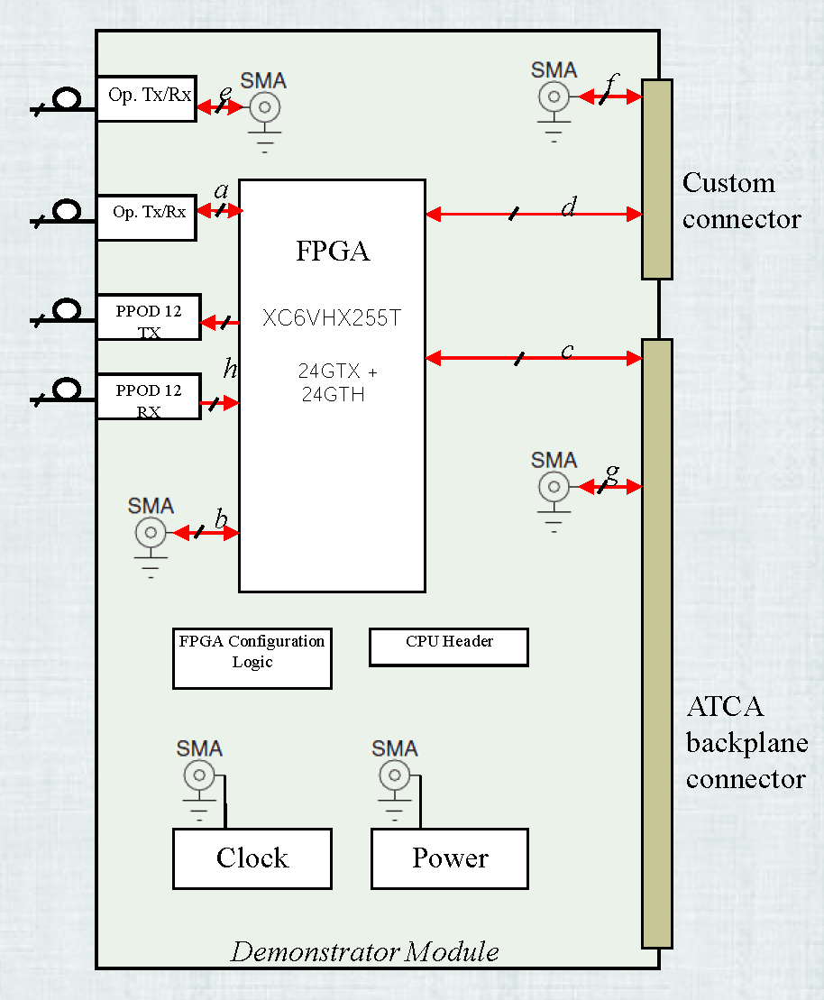 SMA
f
Op. Tx/Rx
e
SMA
a
Op. Tx/Rx
d
Custom
connector
FPGA
PPOD 12
TX
XC6VHX255T
c
h
24GTX +
24GTH
PPOD 12
RX
SMA
g
SMA
b
FPGA Configuration
Logic
CPU Header
ATCA
backplane
connector
SMA
SMA
Clock
Power
Demonstrator Module